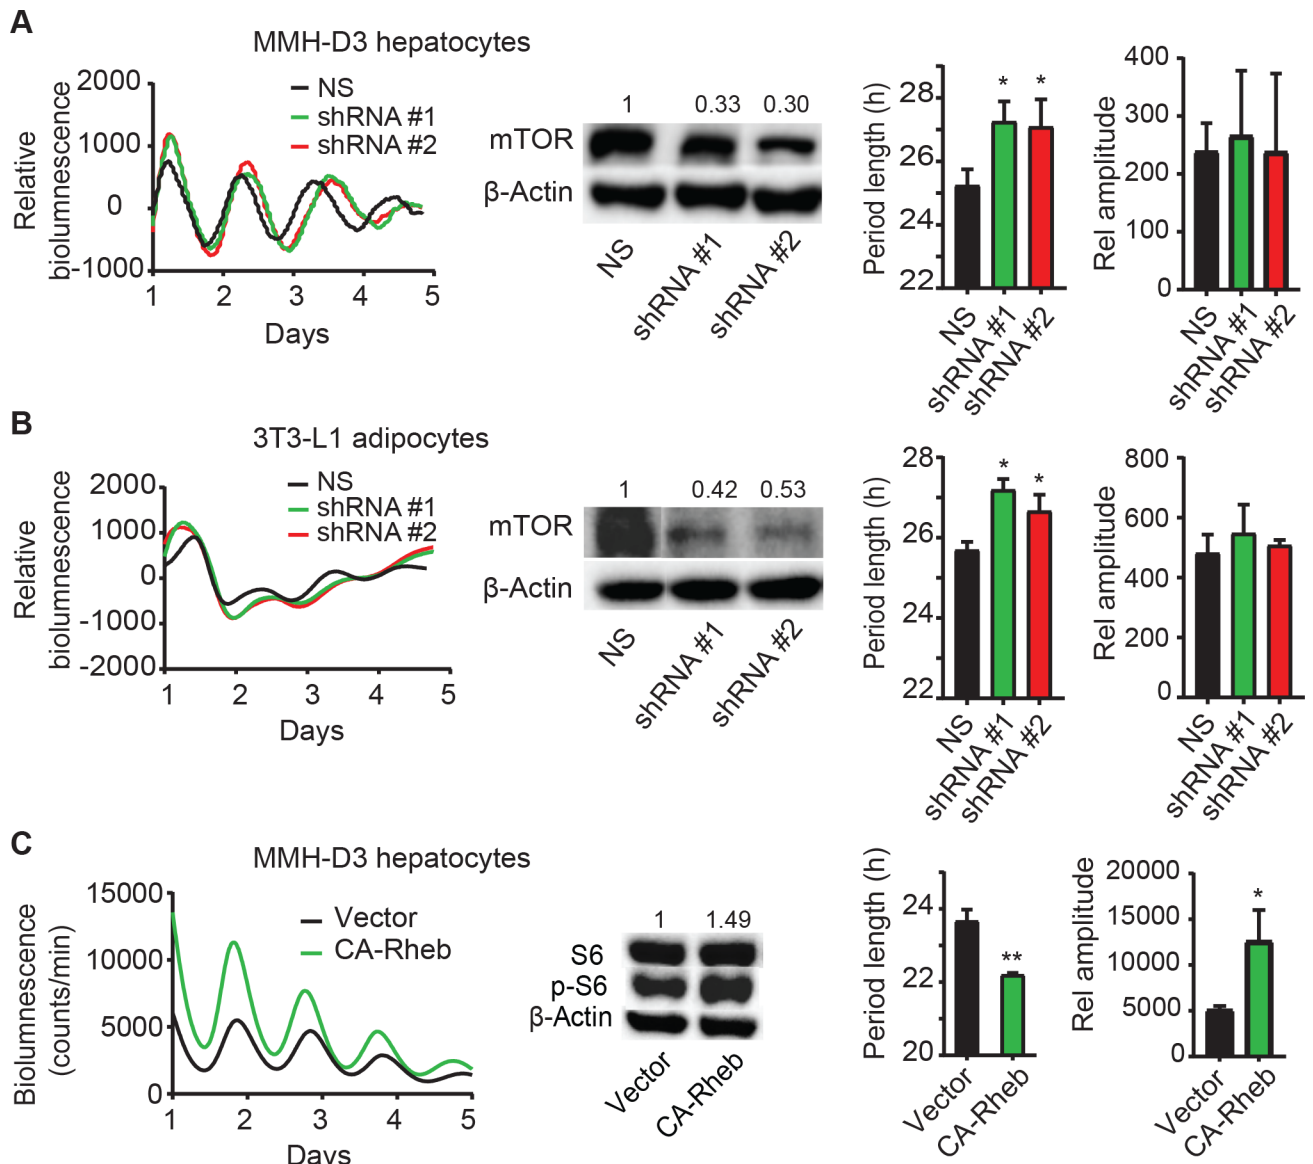 A
MMH-D3 hepatocytes
Relative
biolumnescence
2000
1000
0
-1000
1 2 3 4 5
Days
NS
shRNA #1
shRNA #2
1 0.33 0.30
mTOR
β-Actin
NS
shRNA #1
shRNA #2
Period length (h)
28
26
24
22
* *
NS
shRNA #1
shRNA #2
Rel amplitude
400
300
200
100
0
NS
shRNA #1
shRNA #2
B
3T3-L1 adipocytes
Relative
biolumnescence
2000
1000
0
-1000
-2000
1 2 3 4 5
Days
NS
shRNA #1
shRNA #2
1 0.42 0.53
mTOR
β-Actin
NS
shRNA #1
shRNA #2
Period length (h)
28
26
24
22
* *
NS
shRNA #1
shRNA #2
Rel amplitude
800
600
400
200
0
NS
shRNA #1
shRNA #2
C
MMH-D3 hepatocytes
Biolumnescence
(counts/min)
15000
10000
5000
0
1 2 3 4 5
Days
Vector
CA-Rheb
1 1.49
S6
p-S6
β-Actin
Vector
CA-Rheb
Period length (h)
24
22
20
**
Vector
CA-Rheb
Rel amplitude
20000
15000
10000
5000
0
*
Vector
CA-Rheb